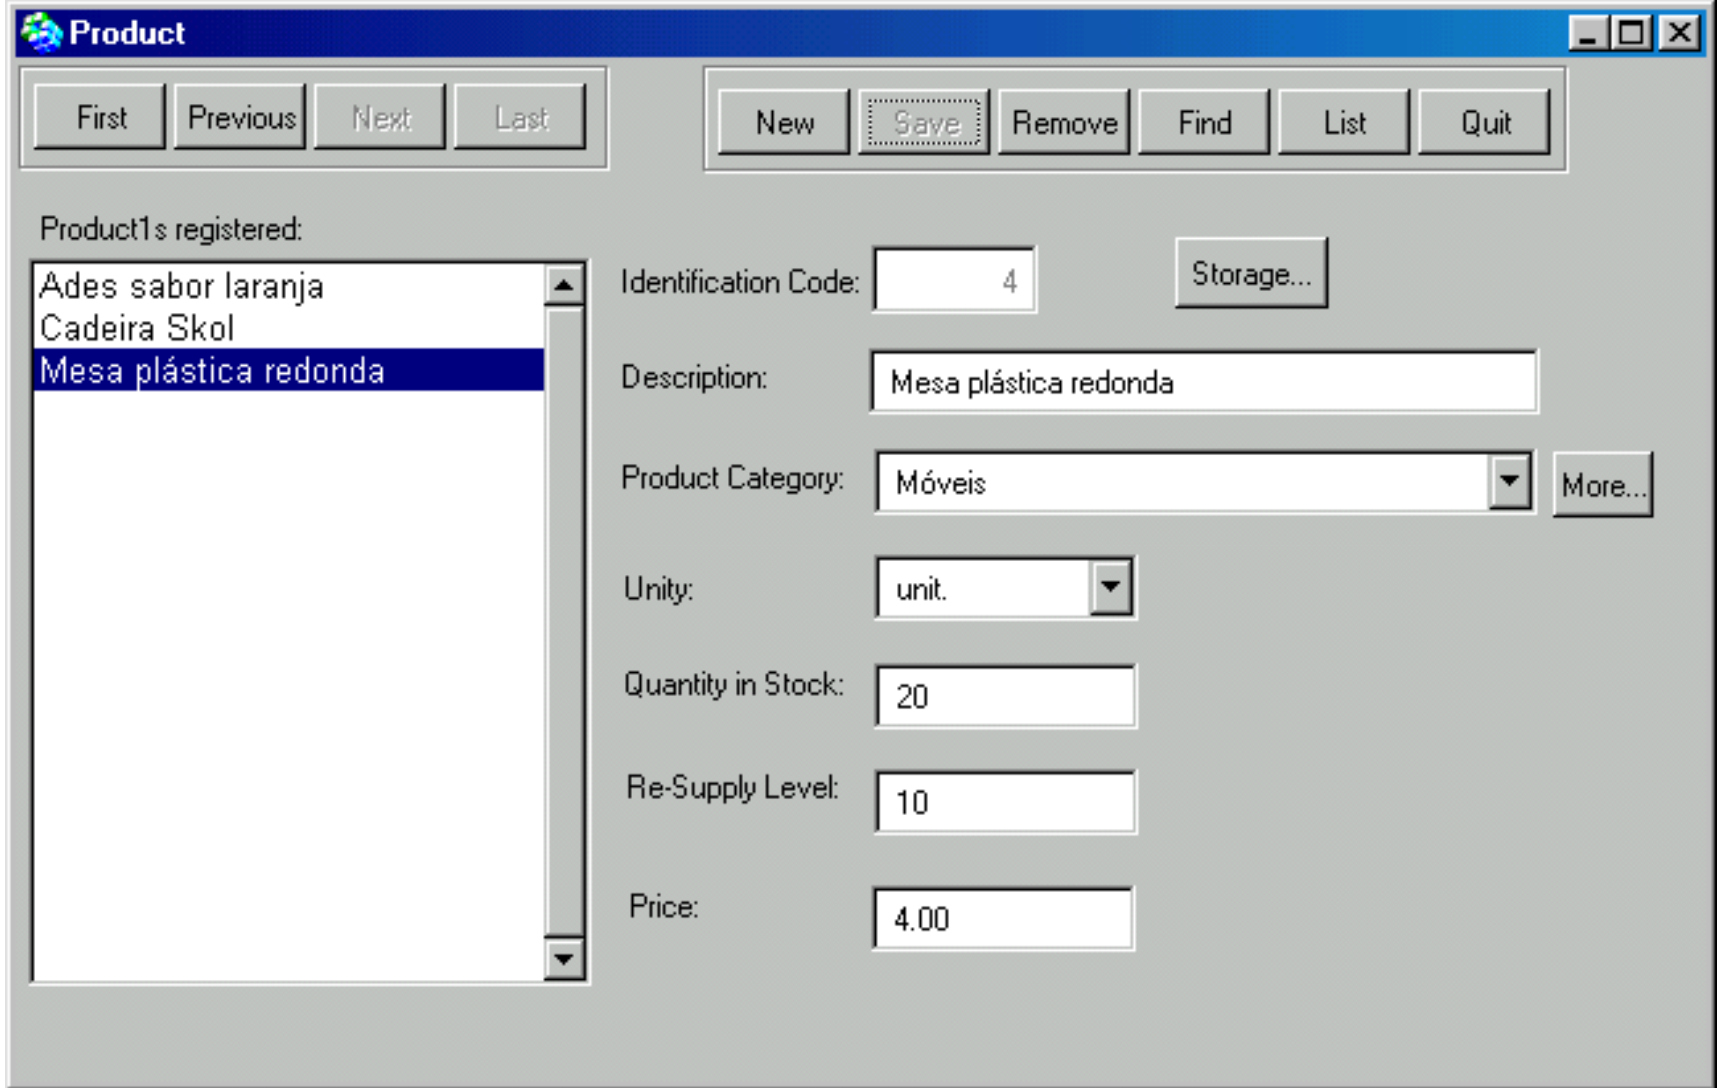 Product
First Previous Next Last
New Save Remove Find List Quit
Product1s registered:
Ades sabor laranja
Cadeira Skol
Mesa plástica redonda
Identification Code: 4 Storage...
Description: Mesa plástica redonda
Product Category: Móveis More...
Unity: unit.
Quantity in Stock: 20
Re-Supply Level: 10
Price: 4.00